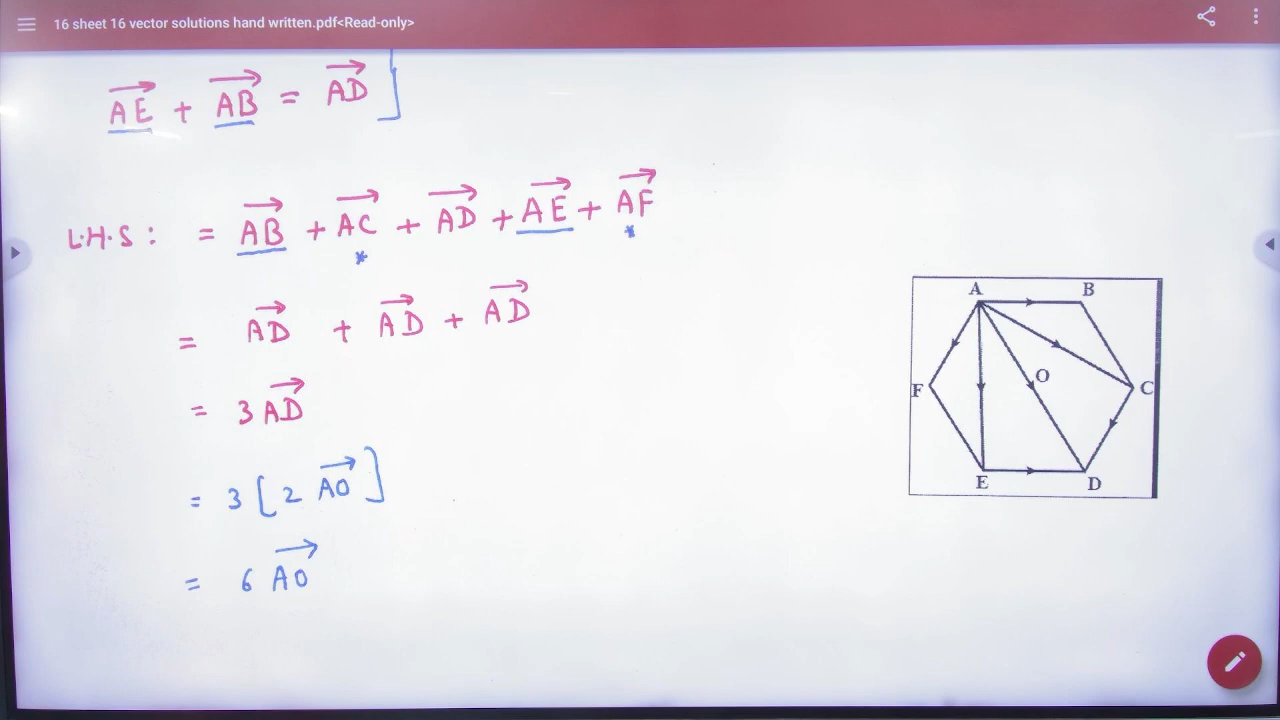 16 sheet 16 vector solutions hand written.pdf<Read-only>
AE + AB = AD ]
L.H.S : = AB + AC + AD + AE + AF
* *
= AD + AD + AD
= 3 AD
= 3 [ 2 AO ]
= 6 AO
A B
O
F C
E D